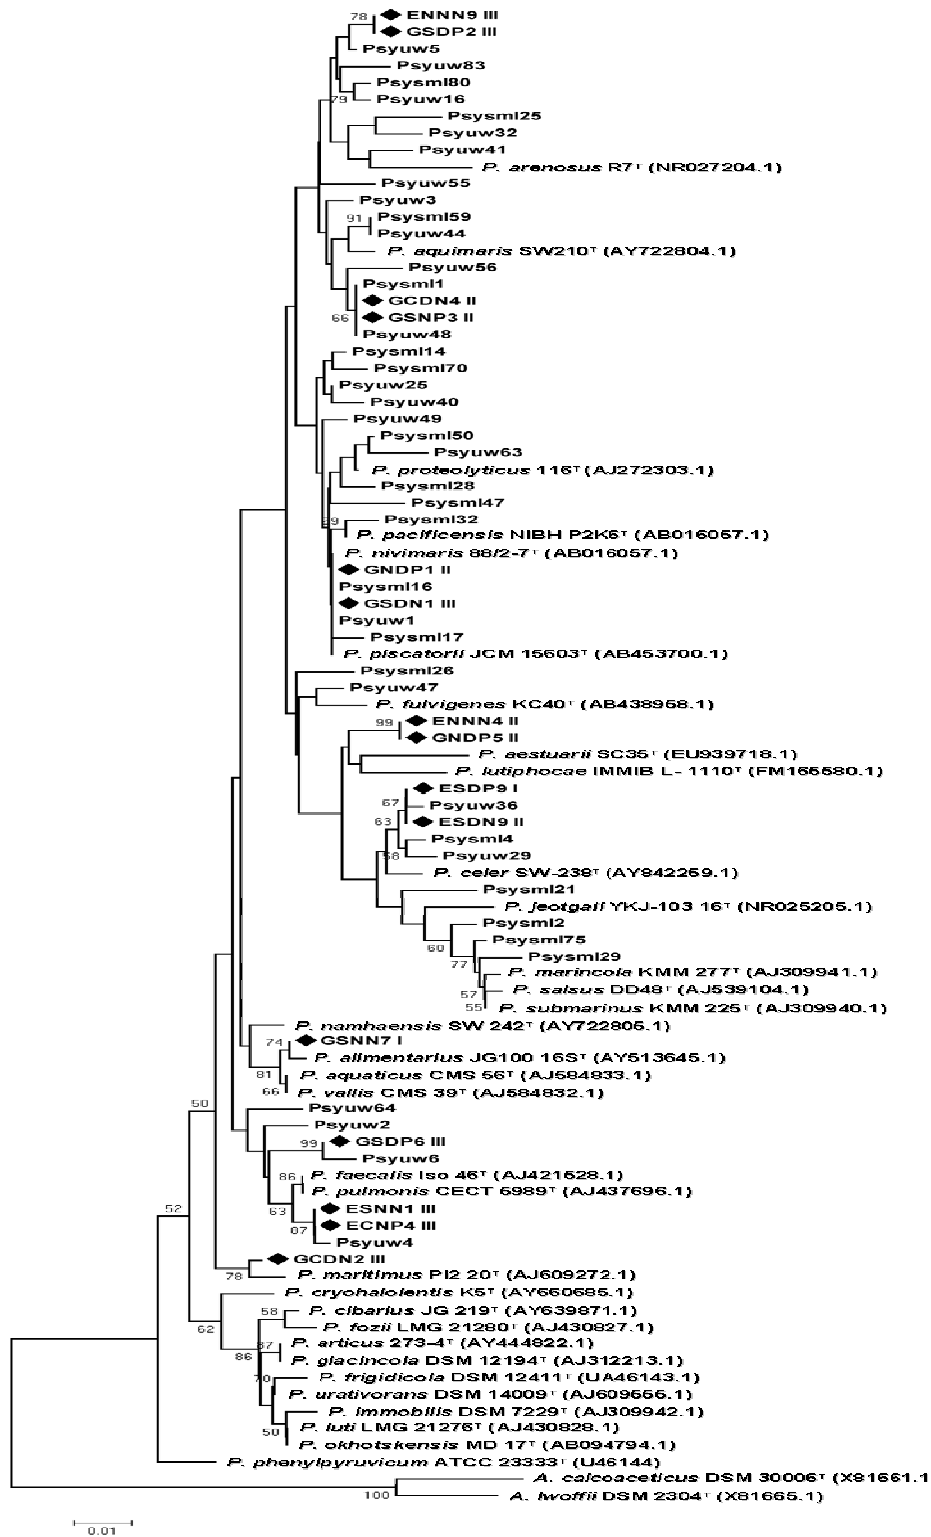 78 ◆ ENNN9 III
◆ GSDP2 III
Psyuw5
Psyuw83
Psysml80
79 Psyuw16
Psysml25
Psyuw32
Psyuw41
P. arenosus R7ᵀ (NR027204.1)
Psyuw55
Psyuw3
91 Psysml59
Psyuw44
P. aquimaris SW210ᵀ (AY722804.1)
Psyuw56
Psysml1
◆ GCDN4 II
66 ◆ GSNP3 II
Psyuw48
Psysml14
Psysml70
Psyuw25
Psyuw40
Psyuw49
Psysml50
Psyuw63
P. proteolyticus 116ᵀ (AJ272303.1)
Psysml28
Psysml47
Psysml32
P. pacificensis NIBH P2K6ᵀ (AB016057.1)
P. nivimaris 88/2-7ᵀ (AB016057.1)
◆ GNDP1 II
Psysml16
◆ GSDN1 III
Psyuw1
Psysml17
P. piscatorii JCM 15603ᵀ (AB453700.1)
Psysml26
Psyuw47
P. fulvigenes KC40ᵀ (AB438958.1)
99 ◆ ENNN4 II
◆ GNDP5 II
P. aestuarii SC35ᵀ (EU939718.1)
P. lutiphocae IMMIB L- 1110ᵀ (FM165580.1)
◆ ESDP9 I
67 Psyuw36
63 ◆ ESDN9 II
Psysml4
58 Psyuw29
P. celer SW-238ᵀ (AY842259.1)
Psysml21
P. jeotgali YKJ-103 16ᵀ (NR025205.1)
Psysml2
60 Psysml75
77 Psysml29
P. marincola KMM 277ᵀ (AJ309941.1)
57 P. salsus DD48ᵀ (AJ539104.1)
55 P. submarinus KMM 225ᵀ (AJ309940.1)
P. namhaensis SW 242ᵀ (AY722805.1)
74 ◆ GSNN7 I
P. alimentarius JG100 16Sᵀ (AY513645.1)
81 P. aquaticus CMS 56ᵀ (AJ584833.1)
66 P. vallis CMS 39ᵀ (AJ584832.1)
50 Psyuw64
Psyuw2
99 ◆ GSDP6 III
Psyuw6
86 P. faecalis Iso 46ᵀ (AJ421528.1)
P. pulmonis CECT 5989ᵀ (AJ437696.1)
52 63 ◆ ESNN1 III
87 ◆ ECNP4 III
Psyuw4
◆ GCDN2 III
78 P. maritimus PI2 20ᵀ (AJ609272.1)
P. cryohalolentis K5ᵀ (AY660685.1)
58 P. cibarius JG 219ᵀ (AY639871.1)
62 P. fozii LMG 21280ᵀ (AJ430827.1)
87 P. articus 273-4ᵀ (AY444822.1)
86 P. glacincola DSM 12194ᵀ (AJ312213.1)
70 P. frigidicola DSM 12411ᵀ (UA46143.1)
P. urativorans DSM 14009ᵀ (AJ609555.1)
P. immobilis DSM 7229ᵀ (AJ309942.1)
50 P. luti LMG 21276ᵀ (AJ430828.1)
P. okhotskensis MD 17ᵀ (AB094794.1)
P. phenylpyruvicum ATCC 23333ᵀ (U46144)
A. calcoaceticus DSM 30006ᵀ (X81661.1
100 A. lwoffii DSM 2304ᵀ (X81665.1)
0.01